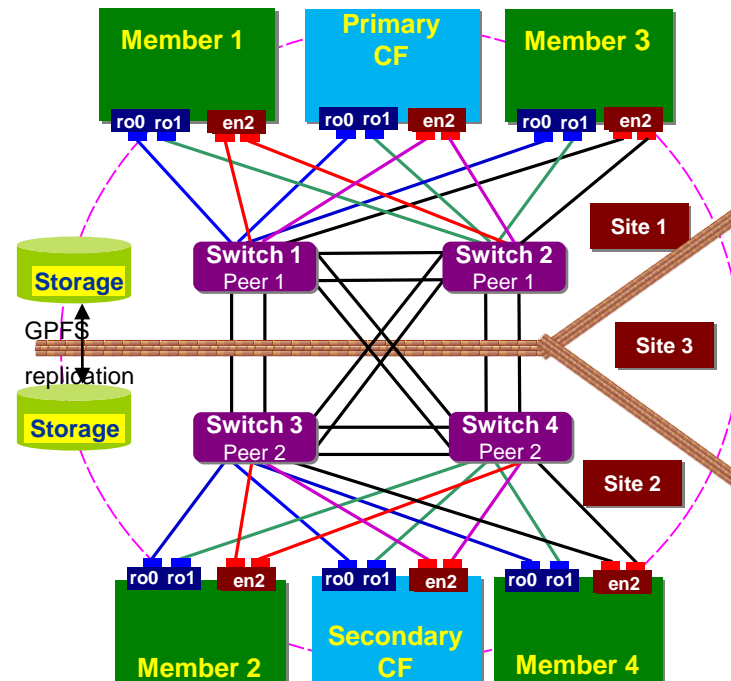 Member 1
Primary
CF
Member 3
ro0 ro1
en2
ro0 ro1
en2
ro0 ro1
en2
Site 1
Switch 1
Peer 1
Switch 2
Peer 1
Storage
GPFS
Site 3
replication
Storage
Switch 3
Peer 2
Switch 4
Peer 2
Site 2
ro0 ro1
en2
ro0 ro1
en2
ro0 ro1
en2
Member 2
Secondary
CF
Member 4